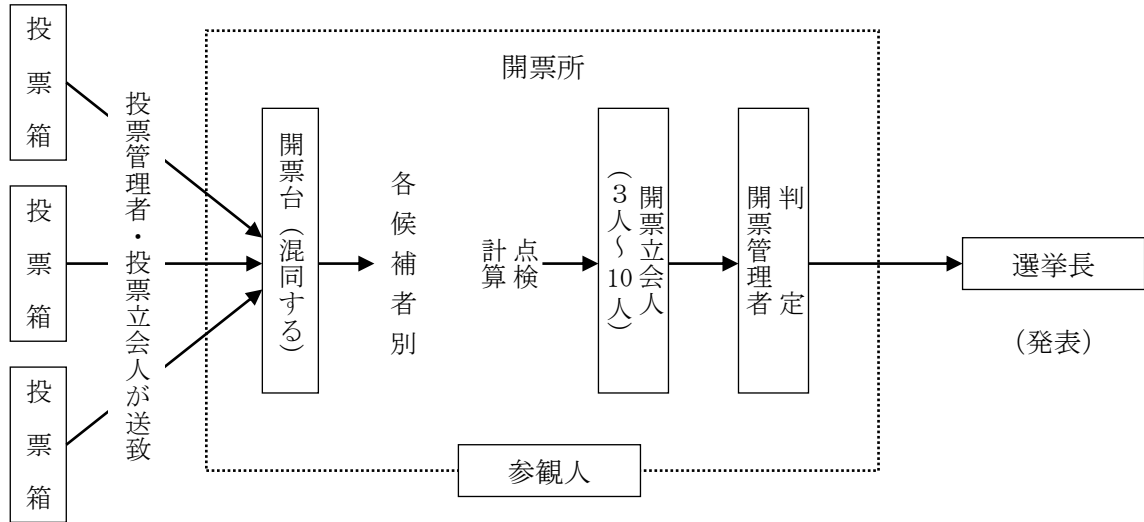 投票箱
投票箱
投票箱
投票管理者・投票立会人が送致
開票所
開票台（混同する）
各候補者別
点検
計算
開票立会人
（３人～10人）
判定
開票管理者
選挙長
（発表）
参観人